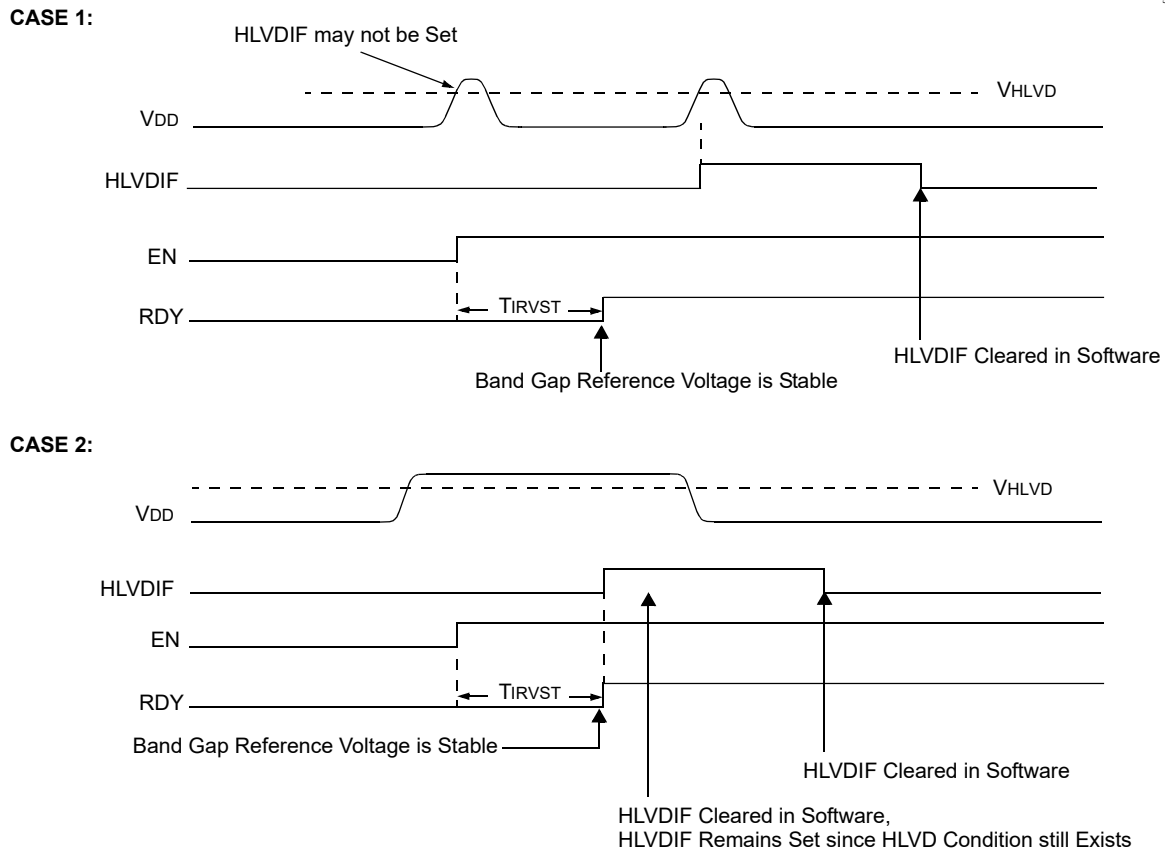 CASE 1:
HLVDIF may not be Set
VHLVD
VDD
HLVDIF
EN
TIRVST
RDY
HLVDIF Cleared in Software
Band Gap Reference Voltage is Stable
CASE 2:
VHLVD
VDD
HLVDIF
EN
TIRVST
RDY
Band Gap Reference Voltage is Stable
HLVDIF Cleared in Software
HLVDIF Cleared in Software,
HLVDIF Remains Set since HLVD Condition still Exists